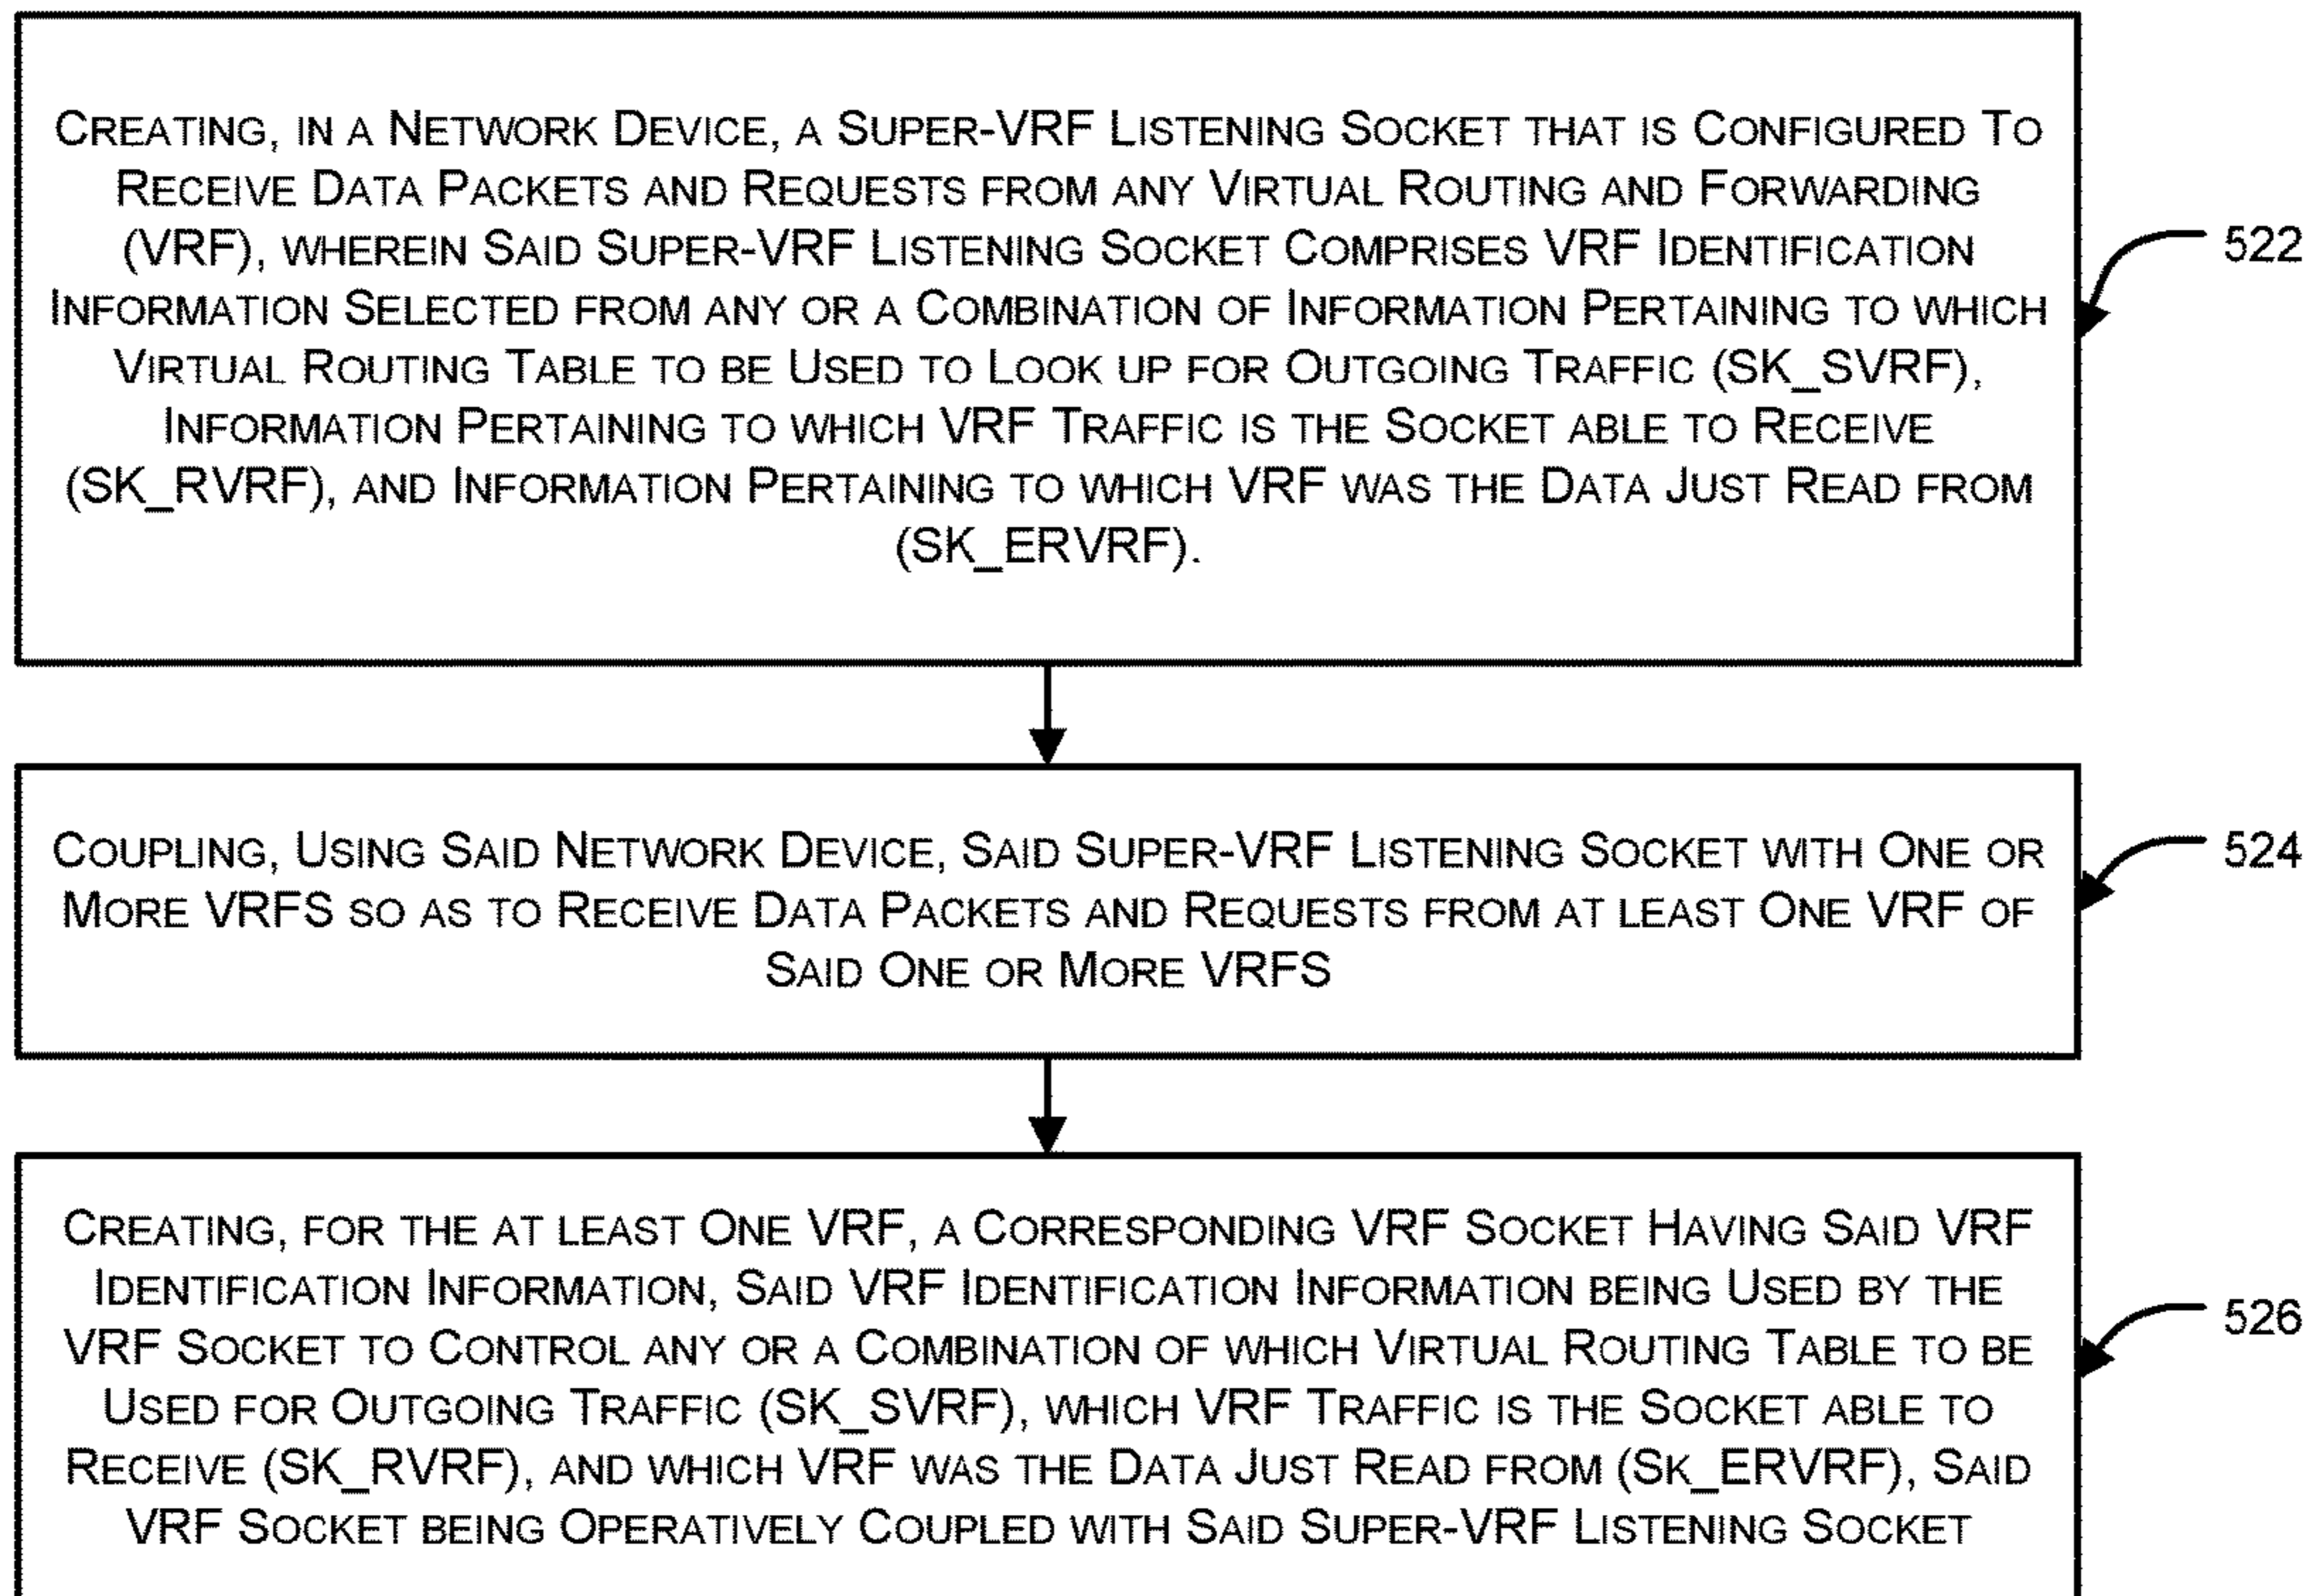 CREATING, IN A NETWORK DEVICE, A SUPER-VRF LISTENING SOCKET THAT IS CONFIGURED TO
RECEIVE DATA PACKETS AND REQUESTS FROM ANY VIRTUAL ROUTING AND FORWARDING
(VRF), WHEREIN SAID SUPER-VRF LISTENING SOCKET COMPRISES VRF IDENTIFICATION
INFORMATION SELECTED FROM ANY OR A COMBINATION OF INFORMATION PERTAINING TO WHICH
VIRTUAL ROUTING TABLE TO BE USED TO LOOK UP FOR OUTGOING TRAFFIC (SK_SVRF),
INFORMATION PERTAINING TO WHICH VRF TRAFFIC IS THE SOCKET ABLE TO RECEIVE
(SK_RVRF), AND INFORMATION PERTAINING TO WHICH VRF WAS THE DATA JUST READ FROM
(SK_ERVRF).
522
COUPLING, USING SAID NETWORK DEVICE, SAID SUPER-VRF LISTENING SOCKET WITH ONE OR
MORE VRFS SO AS TO RECEIVE DATA PACKETS AND REQUESTS FROM AT LEAST ONE VRF OF
SAID ONE OR MORE VRFS
524
CREATING, FOR THE AT LEAST ONE VRF, A CORRESPONDING VRF SOCKET HAVING SAID VRF
IDENTIFICATION INFORMATION, SAID VRF IDENTIFICATION INFORMATION BEING USED BY THE
VRF SOCKET TO CONTROL ANY OR A COMBINATION OF WHICH VIRTUAL ROUTING TABLE TO BE
USED FOR OUTGOING TRAFFIC (SK_SVRF), WHICH VRF TRAFFIC IS THE SOCKET ABLE TO
RECEIVE (SK_RVRF), AND WHICH VRF WAS THE DATA JUST READ FROM (SK_ERVRF), SAID
VRF SOCKET BEING OPERATIVELY COUPLED WITH SAID SUPER-VRF LISTENING SOCKET
526